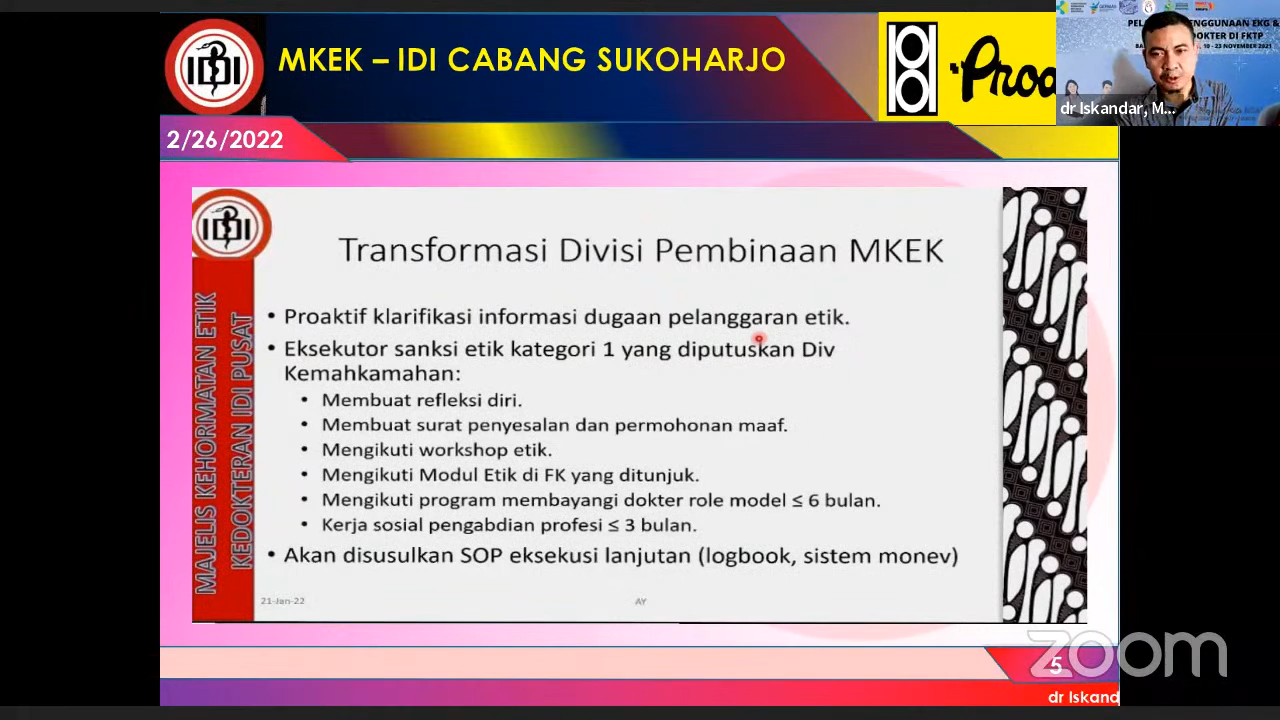 MKEK – IDI CABANG SUKOHARJO
2/26/2022
dr Iskandar, M...
DOKTER DI FKTP
IDI
Transformasi Divisi Pembinaan MKEK
MAJELIS KEHORMATAN ETIK
KEDOKTERAN IDI PUSAT
• Proaktif klarifikasi informasi dugaan pelanggaran etik.
• Eksekutor sanksi etik kategori 1 yang diputuskan Div
Kemahkamahan:
• Membuat refleksi diri.
• Membuat surat penyesalan dan permohonan maaf.
• Mengikuti workshop etik.
• Mengikuti Modul Etik di FK yang ditunjuk.
• Mengikuti program membayangi dokter role model ≤ 6 bulan.
• Kerja sosial pengabdian profesi ≤ 3 bulan.
• Akan disusulkan SOP eksekusi lanjutan (logbook, sistem monev)
21-Jan-22
AY
zoom
5
dr Iskand